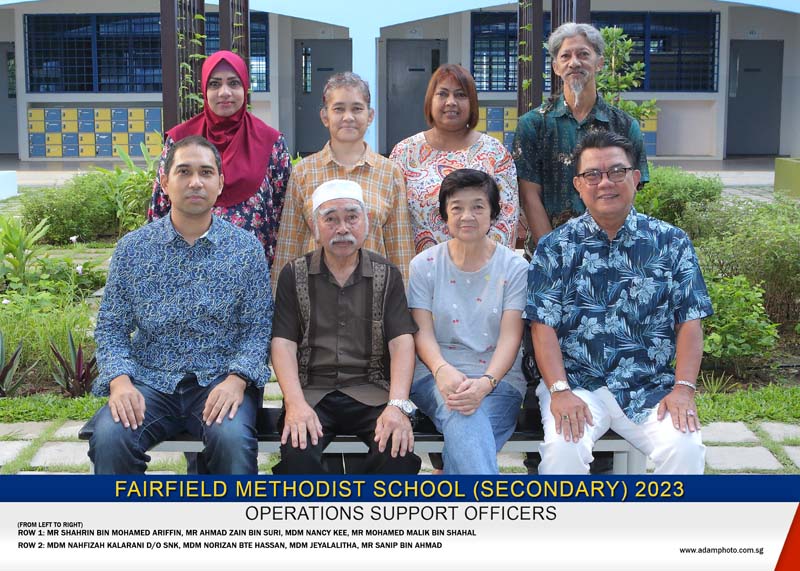 FAIRFIELD METHODIST SCHOOL (SECONDARY) 2023
OPERATIONS SUPPORT OFFICERS
(FROM LEFT TO RIGHT)
ROW 1: MR SHAHRIN BIN MOHAMED ARIFFIN, MR AHMAD ZAIN BIN SURI, MDM NANCY KEE, MR MOHAMED MALIK BIN SHAHAL
ROW 2: MDM NAHFIZAH KALARANI D/O SNK, MDM NORIZAN BTE HASSAN, MDM JEYALALITHA, MR SANIP BIN AHMAD
www.adamphoto.com.sg